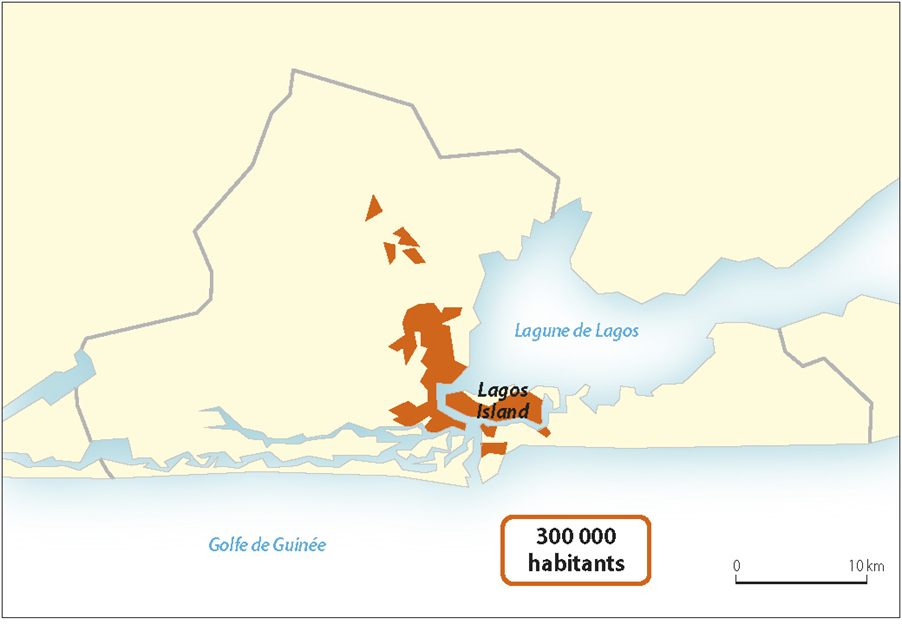 Lagune de Lagos
Lagos
Island
Golfe de Guinée
300 000
habitants
0 10 km